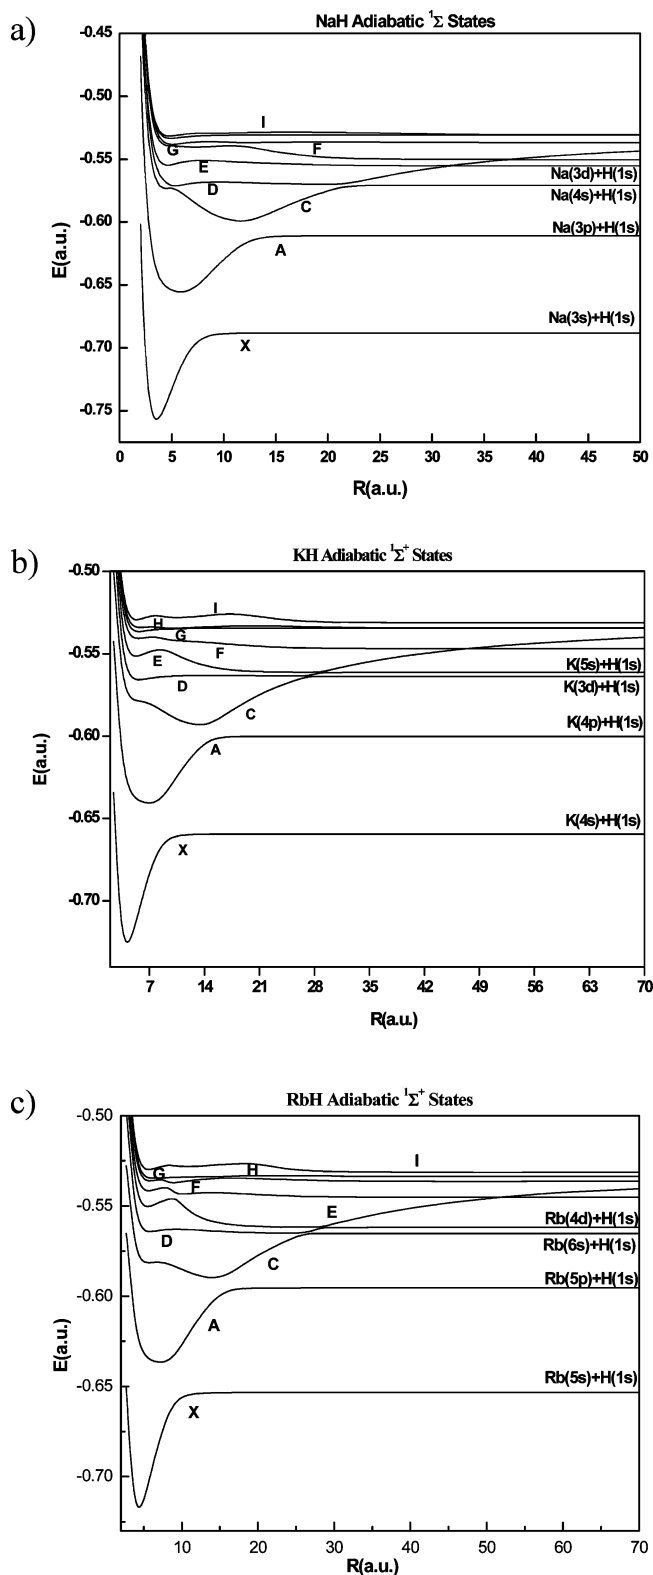 a)
NaH Adiabatic ¹Σ States
-0.45
-0.50
-0.55
-0.60
-0.65
-0.70
-0.75
E(a.u.)
I
G
F
E
D
C
A
X
Na(3d)+H(1s)
Na(4s)+H(1s)
Na(3p)+H(1s)
Na(3s)+H(1s)
0 5 10 15 20 25 30 35 40 45 50
R(a.u.)
b)
KH Adiabatic ¹Σ⁺ States
-0.50
-0.55
-0.60
-0.65
-0.70
E(a.u.)
H
I
G
E
F
D
C
A
X
K(5s)+H(1s)
K(3d)+H(1s)
K(4p)+H(1s)
K(4s)+H(1s)
7 14 21 28 35 42 49 56 63 70
R(a.u.)
c)
RbH Adiabatic ¹Σ⁺ States
-0.50
-0.55
-0.60
-0.65
-0.70
E(a.u.)
G
H
I
F
E
D
C
A
X
Rb(4d)+H(1s)
Rb(6s)+H(1s)
Rb(5p)+H(1s)
Rb(5s)+H(1s)
10 20 30 40 50 60 70
R(a.u.)